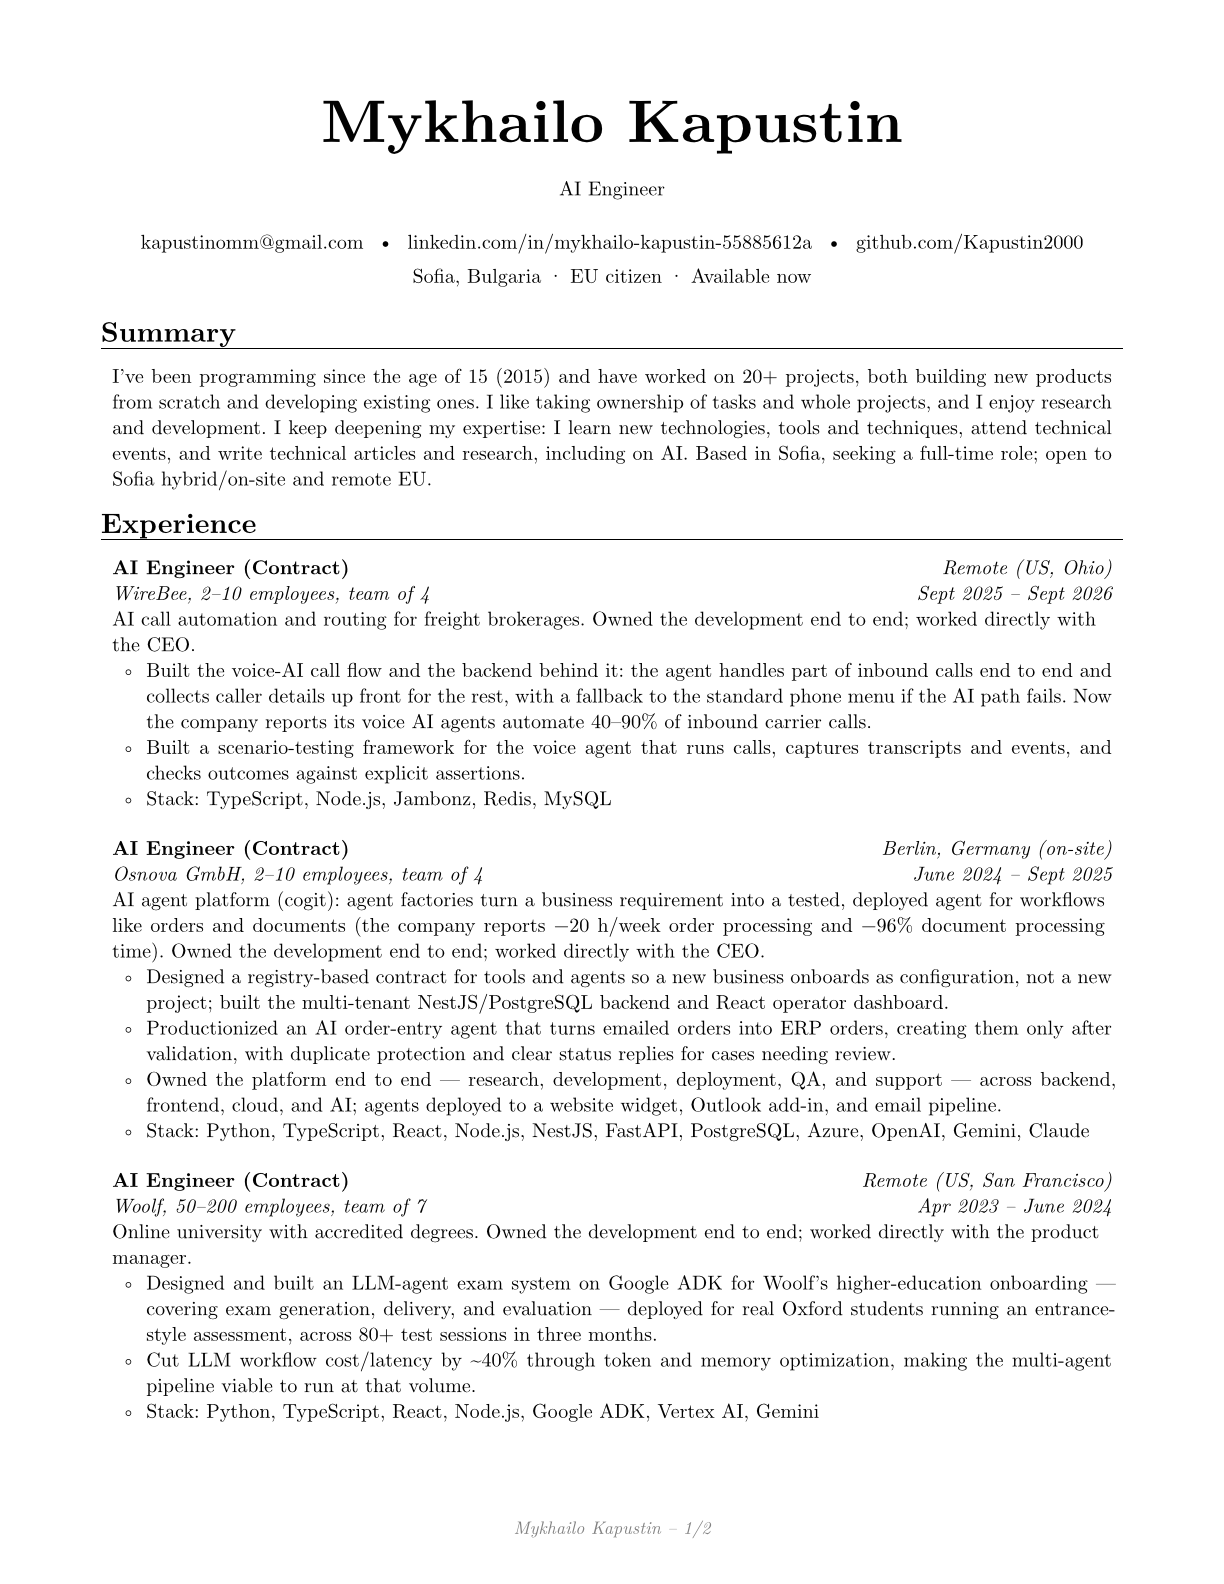 Mykhailo Kapustin
AI Engineer
kapustinomm@gmail.com • linkedin.com/in/mykhailo-kapustin-55885612a • github.com/Kapustin2000
Sofia, Bulgaria · EU citizen · Available now
Summary
I've been programming since the age of 15 (2015) and have worked on 20+ projects, both building new products
from scratch and developing existing ones. I like taking ownership of tasks and whole projects, and I enjoy research
and development. I keep deepening my expertise: I learn new technologies, tools and techniques, attend technical
events, and write technical articles and research, including on AI. Based in Sofia, seeking a full-time role; open to
Sofia hybrid/on-site and remote EU.
Experience
AI Engineer (Contract) Remote (US, Ohio)
WireBee, 2–10 employees, team of 4 Sept 2025 – Sept 2026
AI call automation and routing for freight brokerages. Owned the development end to end; worked directly with
the CEO.
◦ Built the voice-AI call flow and the backend behind it: the agent handles part of inbound calls end to end and
collects caller details up front for the rest, with a fallback to the standard phone menu if the AI path fails. Now
the company reports its voice AI agents automate 40–90% of inbound carrier calls.
◦ Built a scenario-testing framework for the voice agent that runs calls, captures transcripts and events, and
checks outcomes against explicit assertions.
◦ Stack: TypeScript, Node.js, Jambonz, Redis, MySQL
AI Engineer (Contract) Berlin, Germany (on-site)
Osnova GmbH, 2–10 employees, team of 4 June 2024 – Sept 2025
AI agent platform (cogit): agent factories turn a business requirement into a tested, deployed agent for workflows
like orders and documents (the company reports −20 h/week order processing and −96% document processing
time). Owned the development end to end; worked directly with the CEO.
◦ Designed a registry-based contract for tools and agents so a new business onboards as configuration, not a new
project; built the multi-tenant NestJS/PostgreSQL backend and React operator dashboard.
◦ Productionized an AI order-entry agent that turns emailed orders into ERP orders, creating them only after
validation, with duplicate protection and clear status replies for cases needing review.
◦ Owned the platform end to end — research, development, deployment, QA, and support — across backend,
frontend, cloud, and AI; agents deployed to a website widget, Outlook add-in, and email pipeline.
◦ Stack: Python, TypeScript, React, Node.js, NestJS, FastAPI, PostgreSQL, Azure, OpenAI, Gemini, Claude
AI Engineer (Contract) Remote (US, San Francisco)
Woolf, 50–200 employees, team of 7 Apr 2023 – June 2024
Online university with accredited degrees. Owned the development end to end; worked directly with the product
manager.
◦ Designed and built an LLM-agent exam system on Google ADK for Woolf's higher-education onboarding —
covering exam generation, delivery, and evaluation — deployed for real Oxford students running an entrance-
style assessment, across 80+ test sessions in three months.
◦ Cut LLM workflow cost/latency by ~40% through token and memory optimization, making the multi-agent
pipeline viable to run at that volume.
◦ Stack: Python, TypeScript, React, Node.js, Google ADK, Vertex AI, Gemini
Mykhailo Kapustin – 1/2